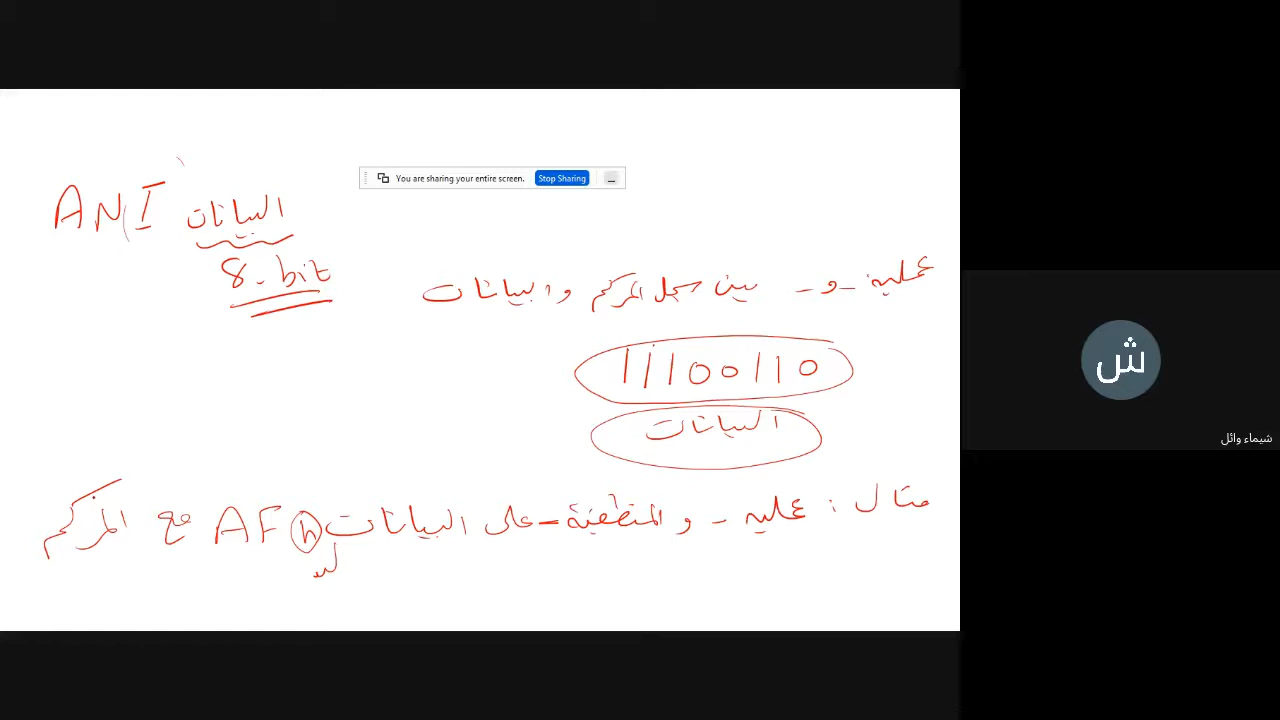 You are sharing your entire screen. Stop Sharing
ANI البيانات
8-bit
عملية -و- بين سجل المركم والبيانات
11100110
البيانات
مثال : عملية - و المنطقية - على البيانات AFh مع المركم
شيماء وائل